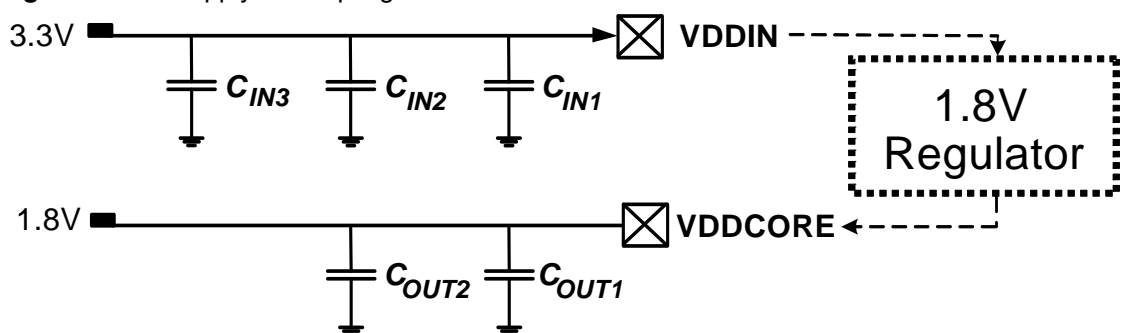 3.3V
VDDIN
C_IN3
C_IN2
C_IN1
1.8V
Regulator
1.8V
VDDCORE
C_OUT2
C_OUT1